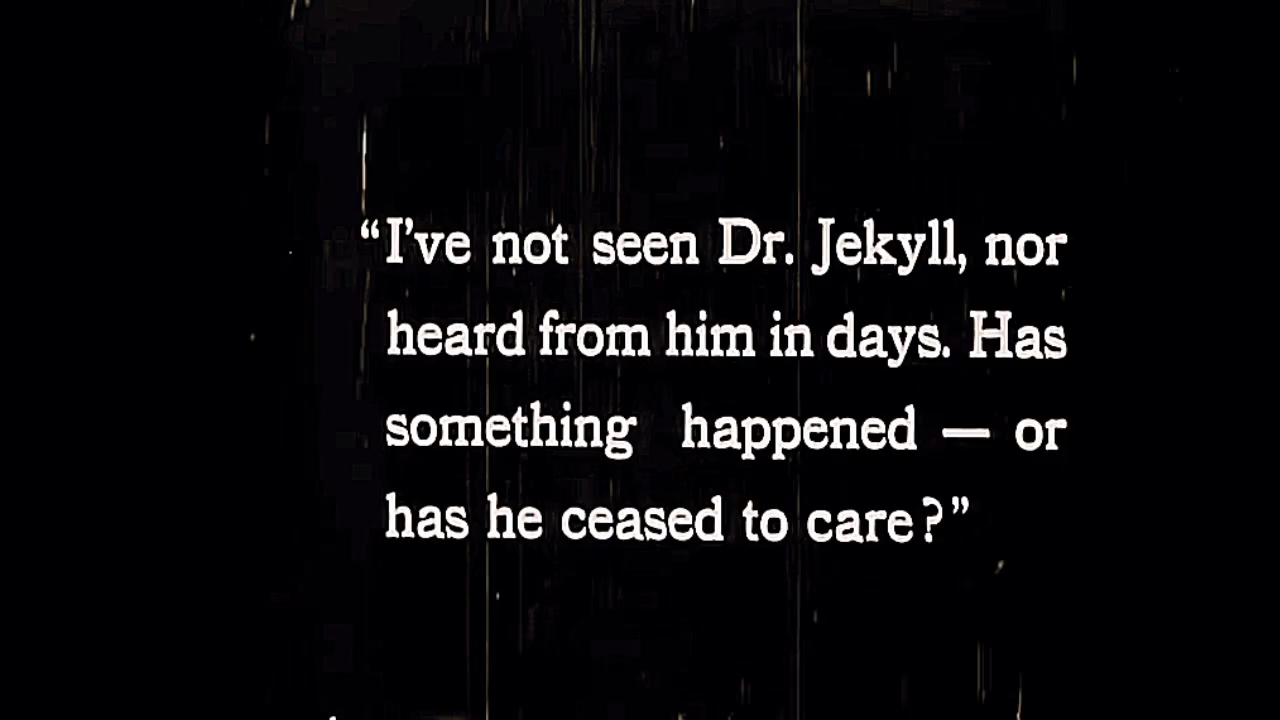 “I’ve not seen Dr. Jekyll, nor
heard from him in days. Has
something happened — or
has he ceased to care?”